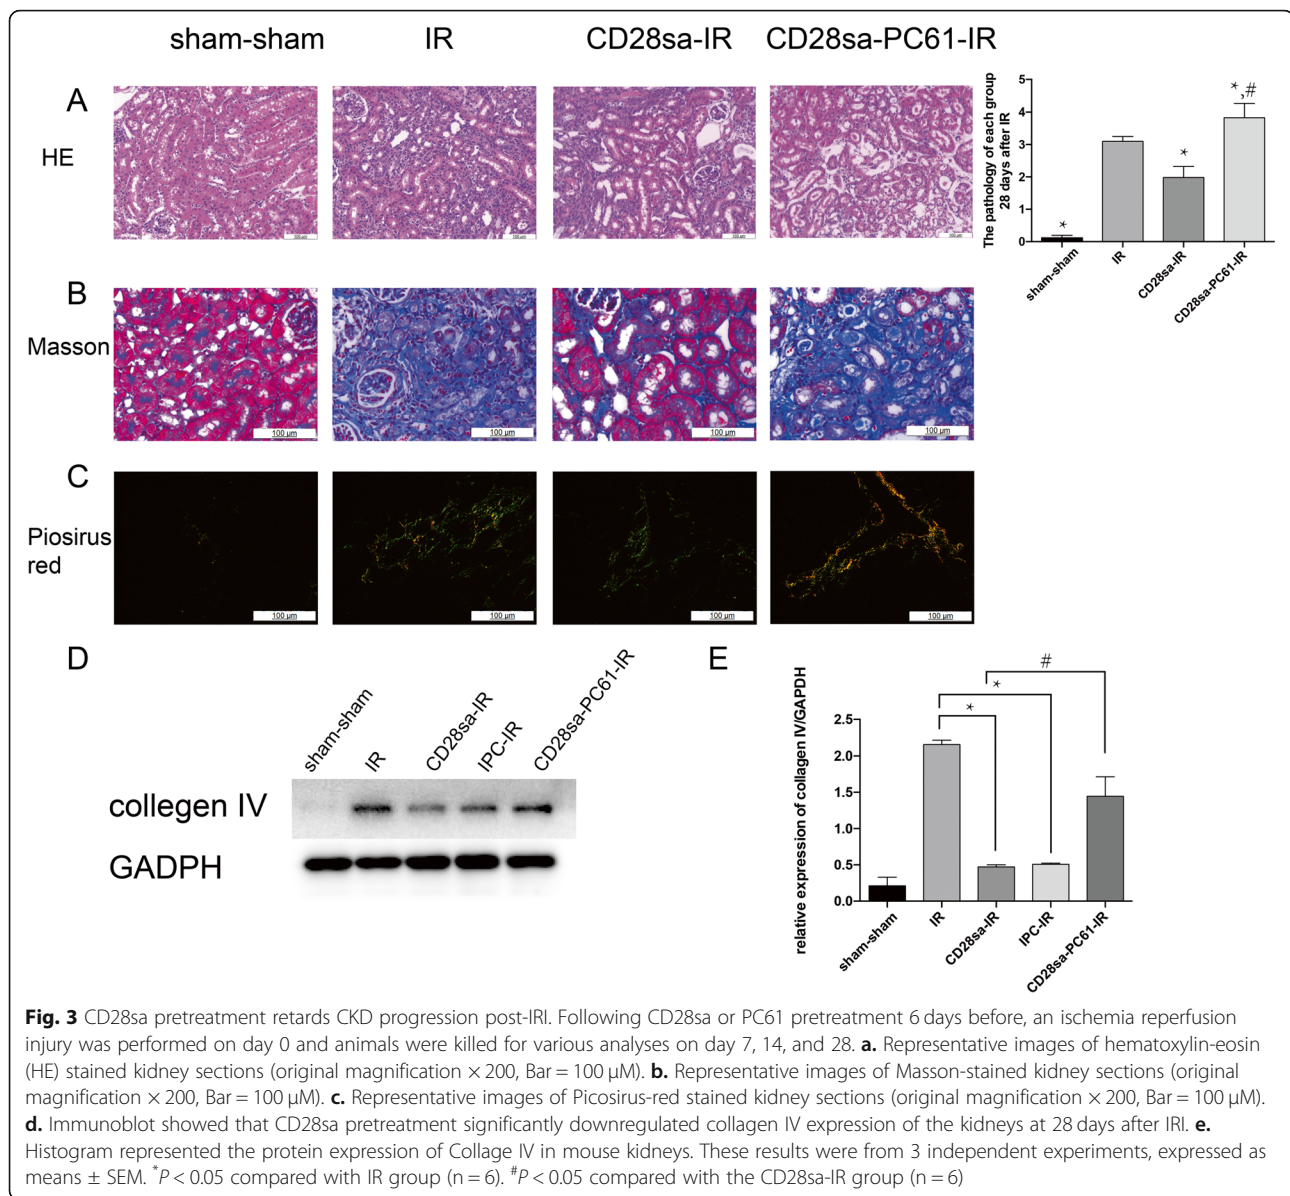 sham-sham IR CD28sa-IR CD28sa-PC61-IR
A
HE
100 µm
100 µm
100 µm
100 µm
The pathology of each group
28 days after IR
5
4
3
2
1
0
*
*
*,#
sham-sham
IR
CD28sa-IR
CD28sa-PC61-IR
B
Masson
100 µm
100 µm
100 µm
100 µm
C
Piosirus
red
100 µm
100 µm
100 µm
100 µm
D
sham-sham
IR
CD28sa-IR
IPC-IR
CD28sa-PC61-IR
collegen IV
GADPH
E
relative expression of collagen IV/GAPDH
2.5
2.0
1.5
1.0
0.5
0.0
#
*
*
sham-sham
IR
CD28sa-IR
IPC-IR
CD28sa-PC61-IR
Fig. 3 CD28sa pretreatment retards CKD progression post-IRI. Following CD28sa or PC61 pretreatment 6 days before, an ischemia reperfusion
injury was performed on day 0 and animals were killed for various analyses on day 7, 14, and 28. a. Representative images of hematoxylin-eosin
(HE) stained kidney sections (original magnification × 200, Bar = 100 µM). b. Representative images of Masson-stained kidney sections (original
magnification × 200, Bar = 100 µM). c. Representative images of Picosirus-red stained kidney sections (original magnification × 200, Bar = 100 µM).
d. Immunoblot showed that CD28sa pretreatment significantly downregulated collagen IV expression of the kidneys at 28 days after IRI. e.
Histogram represented the protein expression of Collage IV in mouse kidneys. These results were from 3 independent experiments, expressed as
means ± SEM. *P < 0.05 compared with IR group (n = 6). #P < 0.05 compared with the CD28sa-IR group (n = 6)